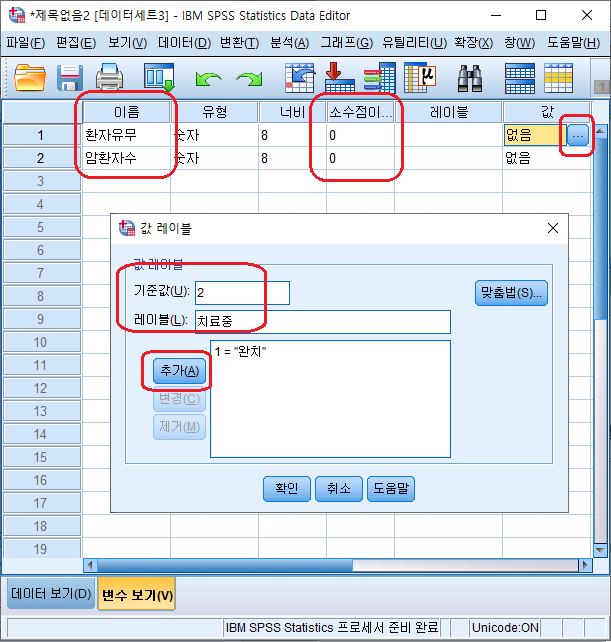 *제목없음2 [데이터세트3] - IBM SPSS Statistics Data Editor
파일(F) 편집(E) 보기(V) 데이터(D) 변환(T) 분석(A) 그래프(G) 유틸리티(U) 확장(X) 창(W) 도움말(H)
이름 유형 너비 소수점이... 레이블 값
1 환자유무 숫자 8 0 없음 ...
2 암환자수 숫자 8 0 없음
3
4
5
6
7
8
9
10
11
12
13
14
15
16
17
18
19
값 레이블
값 레이블
기준값(U): 2
맞춤법(S)...
레이블(L): 치료중
1 = "완치"
추가(A)
변경(C)
제거(M)
확인 취소 도움말
데이터 보기(D) 변수 보기(V)
IBM SPSS Statistics 프로세서 준비 완료 Unicode:ON